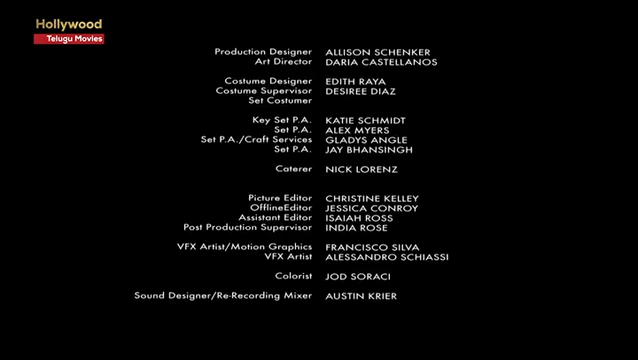 Hollywood
Telugu Movies
Production Designer ALLISON SCHENKER
Art Director DARIA CASTELLANOS
Costume Designer EDITH RAYA
Costume Supervisor DESIREE DIAZ
Set Costumer
Key Set P.A. KATIE SCHMIDT
Set P.A. ALEX MYERS
Set P.A./Craft Services GLADYS ANGLE
Set P.A. JAY BHANSINGH
Caterer NICK LORENZ
Picture Editor CHRISTINE KELLEY
OfflineEditor JESSICA CONROY
Assistant Editor ISAIAH ROSS
Post Production Supervisor INDIA ROSE
VFX Artist/Motion Graphics FRANCISCO SILVA
VFX Artist ALESSANDRO SCHIASSI
Colorist JOD SORACI
Sound Designer/Re-Recording Mixer AUSTIN KRIER